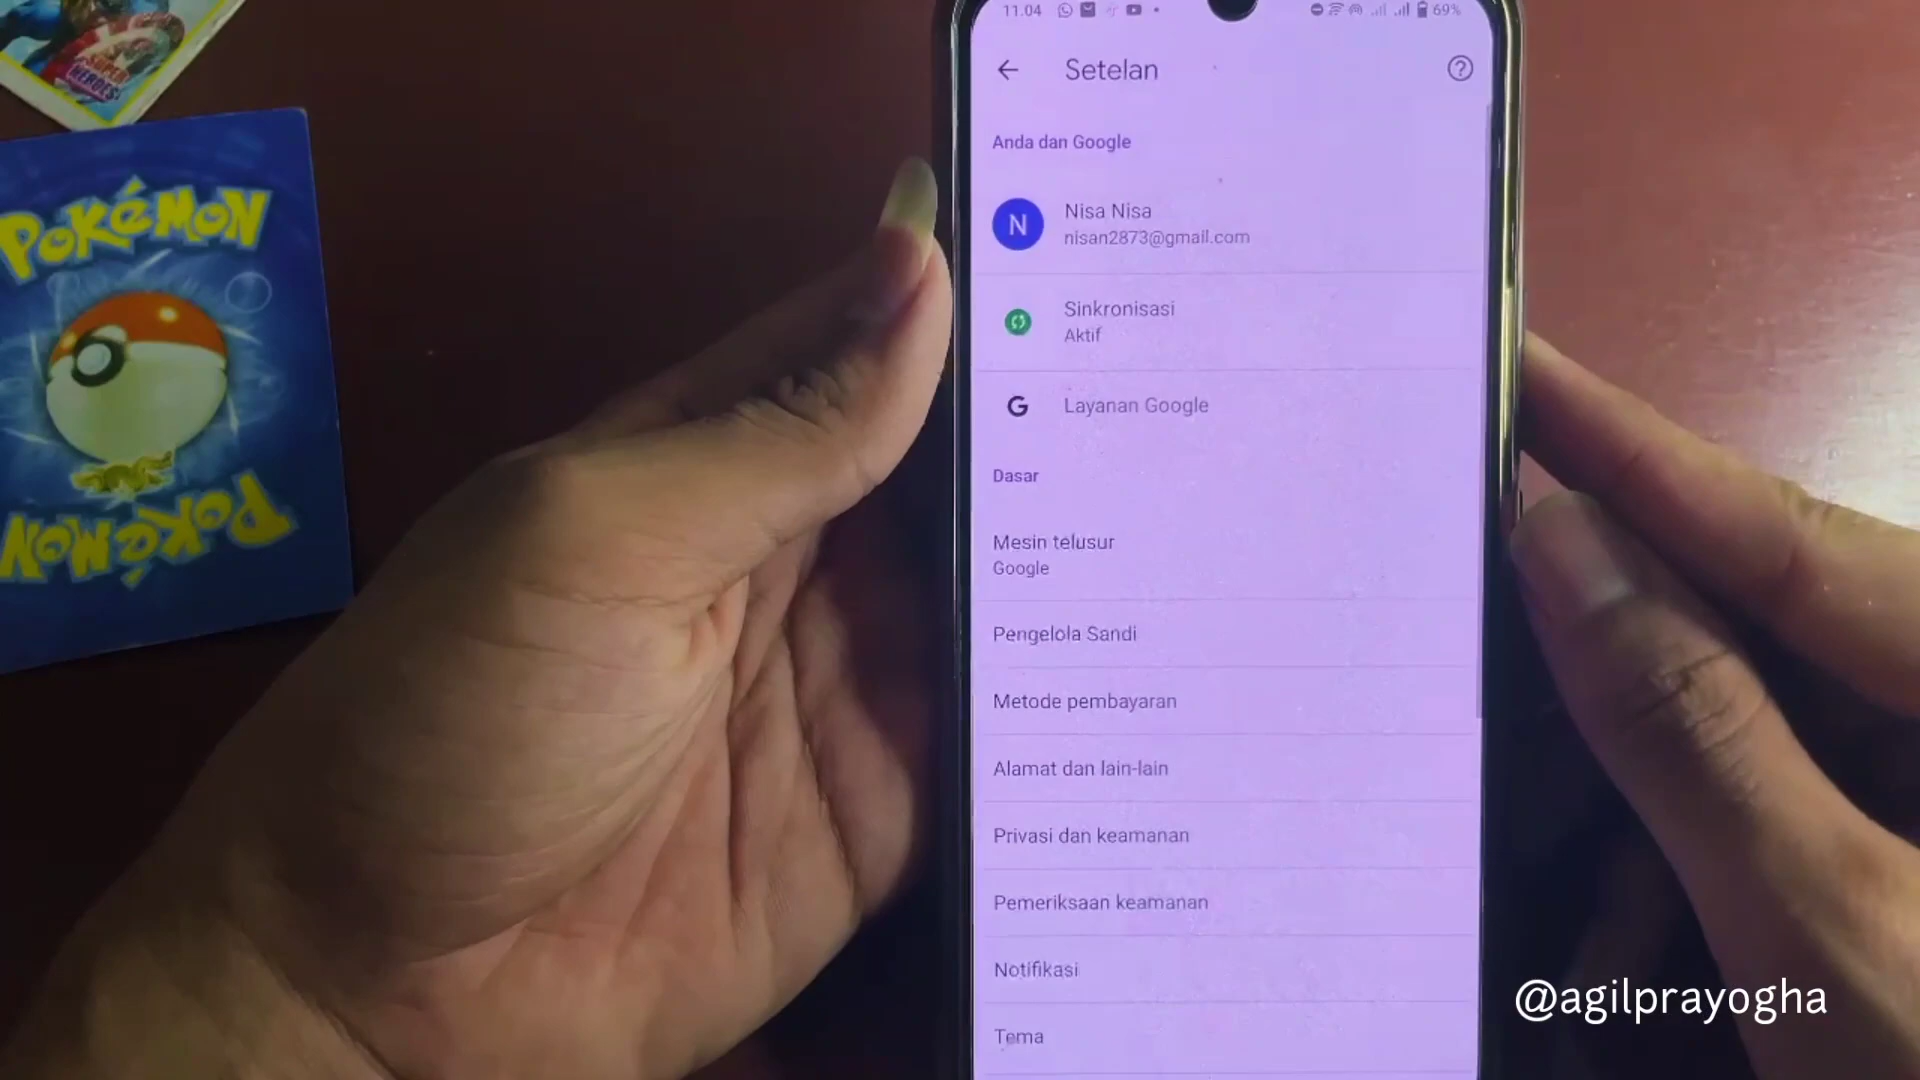 SUPER
HEROES
POKéMON
POKéMON
11.04
69%
Setelan
Anda dan Google
N
Nisa Nisa
nisan2873@gmail.com
Sinkronisasi
Aktif
G
Layanan Google
Dasar
Mesin telusur
Google
Pengelola Sandi
Metode pembayaran
Alamat dan lain-lain
Privasi dan keamanan
Pemeriksaan keamanan
Notifikasi
Tema
@agilprayogha